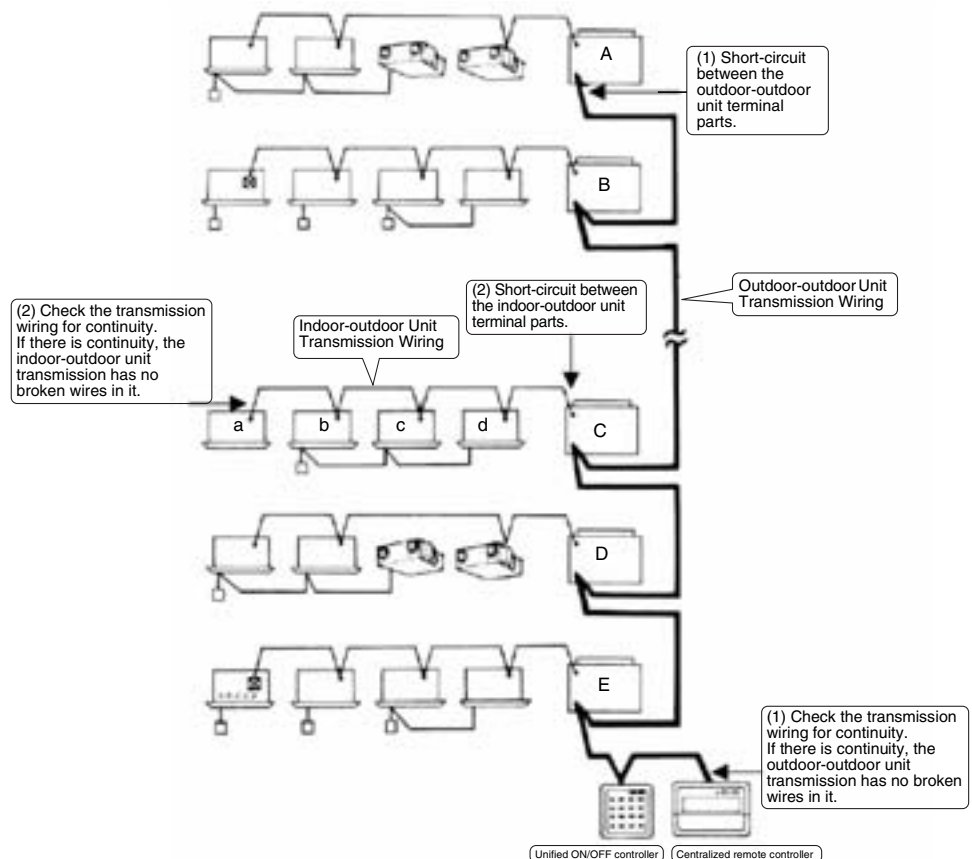 A
(1) Short-circuit
between the
outdoor-outdoor
unit terminal
parts.
B
(2) Check the transmission
wiring for continuity.
If there is continuity, the
indoor-outdoor unit
transmission has no
broken wires in it.
Indoor-outdoor Unit
Transmission Wiring
(2) Short-circuit between
the indoor-outdoor unit
terminal parts.
Outdoor-outdoor Unit
Transmission Wiring
a
b
c
d
C
D
E
(1) Check the transmission
wiring for continuity.
If there is continuity, the
outdoor-outdoor unit
transmission has no broken
wires in it.
Unified ON/OFF controller
Centralized remote controller